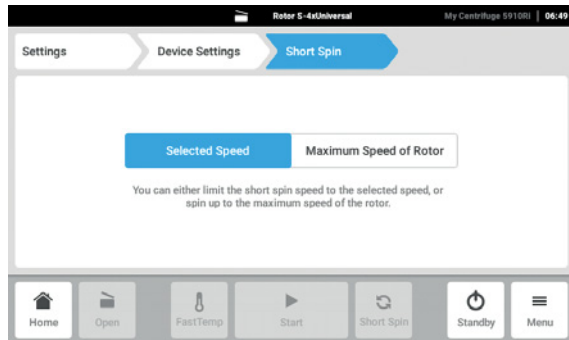 Rotor S-4xUniversal My Centrifuge 5910Ri | 06:49
Settings Device Settings Short Spin
Selected Speed Maximum Speed of Rotor
You can either limit the short spin speed to the selected speed, or
spin up to the maximum speed of the rotor.
Home Open FastTemp Start Short Spin Standby Menu